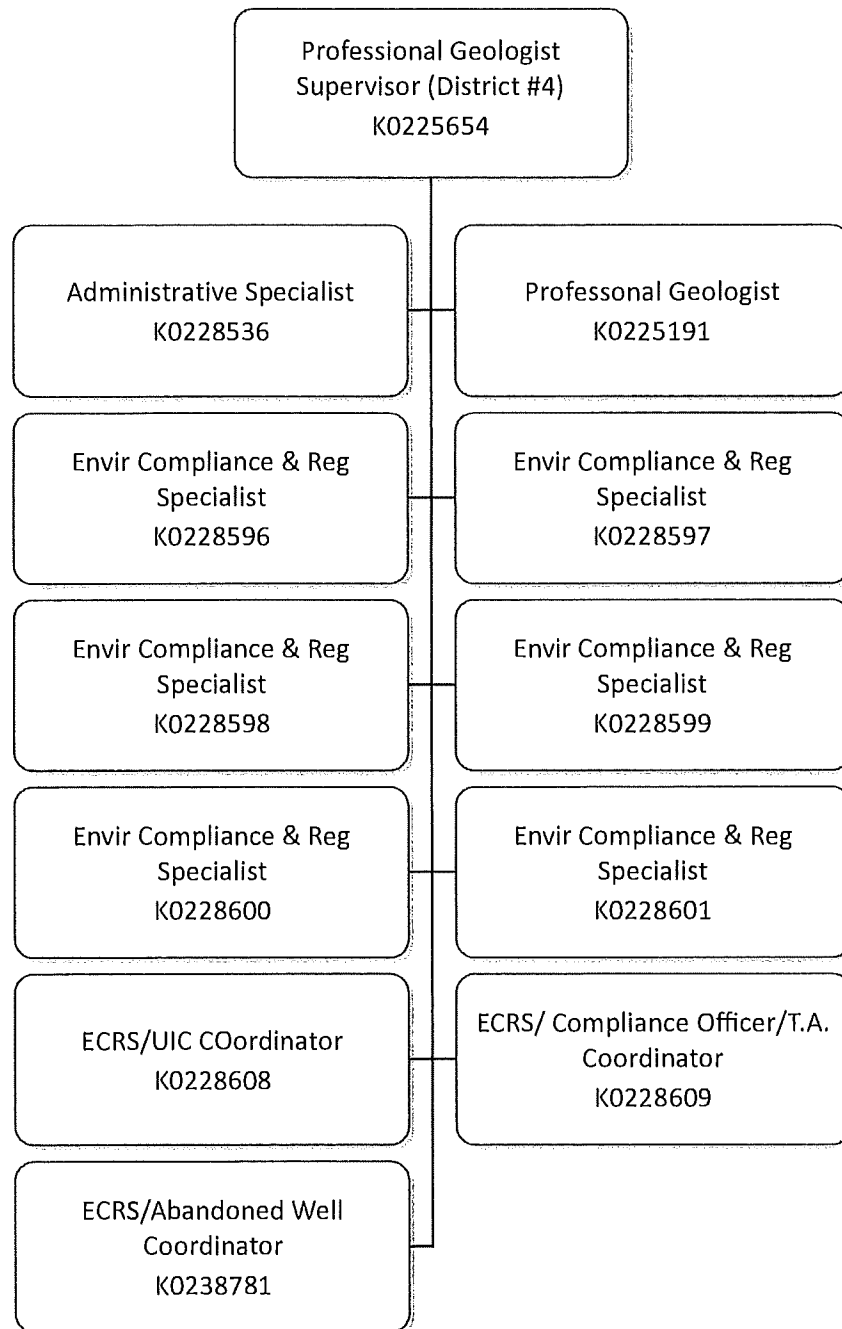 Professional Geologist
Supervisor (District #4)
K0225654
Administrative Specialist
K0228536
Professonal Geologist
K0225191
Envir Compliance & Reg
Specialist
K0228596
Envir Compliance & Reg
Specialist
K0228597
Envir Compliance & Reg
Specialist
K0228598
Envir Compliance & Reg
Specialist
K0228599
Envir Compliance & Reg
Specialist
K0228600
Envir Compliance & Reg
Specialist
K0228601
ECRS/UIC COordinator
K0228608
ECRS/ Compliance Officer/T.A.
Coordinator
K0228609
ECRS/Abandoned Well
Coordinator
K0238781